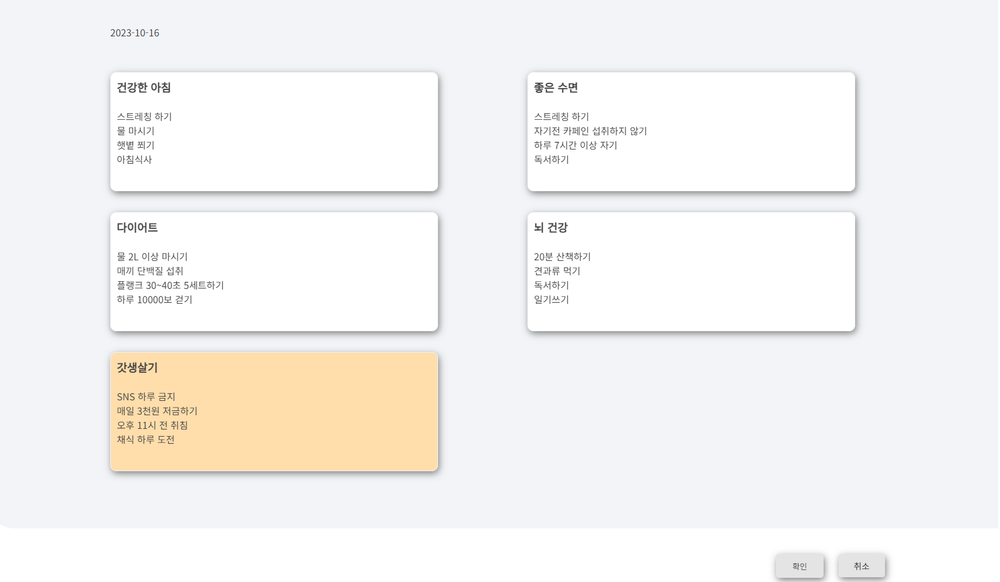 2023-10-16
건강한 아침
스트레칭 하기
물 마시기
햇볕 쬐기
아침식사
좋은 수면
스트레칭 하기
자기전 카페인 섭취하지 않기
하루 7시간 이상 자기
독서하기
다이어트
물 2L 이상 마시기
매끼 단백질 섭취
플랭크 30~40초 5세트하기
하루 10000보 걷기
뇌 건강
20분 산책하기
견과류 먹기
독서하기
일기쓰기
갓생살기
SNS 하루 금지
매일 3천원 저금하기
오후 11시 전 취침
채식 하루 도전
확인
취소